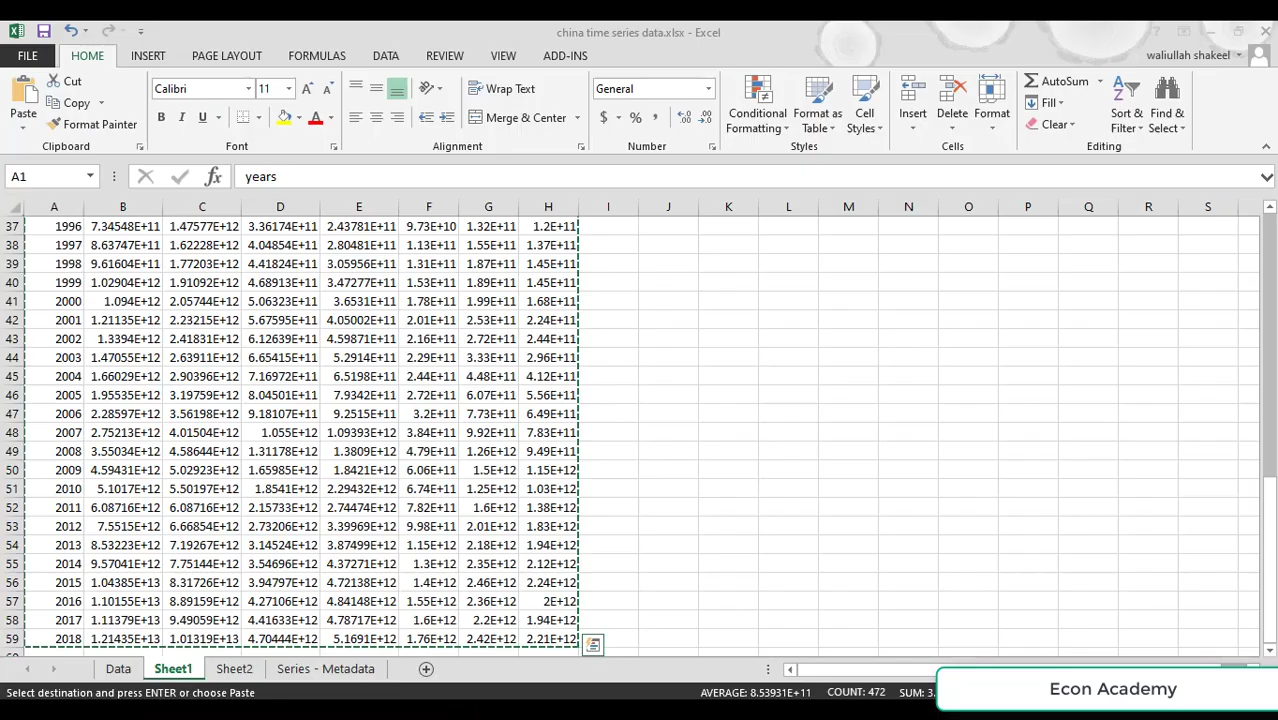 china time series data.xlsx - Excel
?
FILE HOME INSERT PAGE LAYOUT FORMULAS DATA REVIEW VIEW ADD-INS waliullah shakeel
Paste Cut Copy Format Painter Clipboard
Calibri 11 A A B I U A Font
Wrap Text Merge & Center Alignment
General $ % , Number
Conditional Formatting Format as Table Cell Styles Styles
Insert Delete Format Cells
AutoSum Fill Clear Sort & Filter Find & Select Editing
A1 fx years
A B C D E F G H I J K L M N O P Q R S
37 1996 7.34548E+11 1.47577E+12 3.36174E+11 2.43781E+11 9.73E+10 1.32E+11 1.2E+11
38 1997 8.63747E+11 1.62228E+12 4.04854E+11 2.80481E+11 1.13E+11 1.55E+11 1.37E+11
39 1998 9.61604E+11 1.77203E+12 4.41824E+11 3.05956E+11 1.31E+11 1.87E+11 1.45E+11
40 1999 1.02904E+12 1.91092E+12 4.68913E+11 3.47277E+11 1.53E+11 1.89E+11 1.45E+11
41 2000 1.094E+12 2.05744E+12 5.06323E+11 3.6531E+11 1.78E+11 1.99E+11 1.68E+11
42 2001 1.21135E+12 2.23215E+12 5.67595E+11 4.05002E+11 2.01E+11 2.53E+11 2.24E+11
43 2002 1.3394E+12 2.41831E+12 6.12639E+11 4.59871E+11 2.16E+11 2.72E+11 2.44E+11
44 2003 1.47055E+12 2.63911E+12 6.65415E+11 5.2914E+11 2.29E+11 3.33E+11 2.96E+11
45 2004 1.66029E+12 2.90396E+12 7.16972E+11 6.5198E+11 2.44E+11 4.48E+11 4.12E+11
46 2005 1.95535E+12 3.19759E+12 8.04501E+11 7.9342E+11 2.72E+11 6.07E+11 5.56E+11
47 2006 2.28597E+12 3.56198E+12 9.18107E+11 9.2515E+11 3.2E+11 7.73E+11 6.49E+11
48 2007 2.75213E+12 4.01504E+12 1.055E+12 1.09393E+12 3.84E+11 9.92E+11 7.83E+11
49 2008 3.55034E+12 4.58644E+12 1.31178E+12 1.3809E+12 4.79E+11 1.26E+12 9.49E+11
50 2009 4.59431E+12 5.02923E+12 1.65985E+12 1.8421E+12 6.06E+11 1.5E+12 1.15E+12
51 2010 5.1017E+12 5.50197E+12 1.8541E+12 2.29432E+12 6.74E+11 1.25E+12 1.03E+12
52 2011 6.08716E+12 6.08716E+12 2.15733E+12 2.74474E+12 7.82E+11 1.6E+12 1.38E+12
53 2012 7.5515E+12 6.66854E+12 2.73206E+12 3.39969E+12 9.98E+11 2.01E+12 1.83E+12
54 2013 8.53223E+12 7.19267E+12 3.14524E+12 3.87499E+12 1.15E+12 2.18E+12 1.94E+12
55 2014 9.57041E+12 7.75144E+12 3.54696E+12 4.37271E+12 1.3E+12 2.35E+12 2.12E+12
56 2015 1.04385E+13 8.31726E+12 3.94797E+12 4.72138E+12 1.4E+12 2.46E+12 2.24E+12
57 2016 1.10155E+13 8.89159E+12 4.27106E+12 4.84148E+12 1.55E+12 2.36E+12 2E+12
58 2017 1.11379E+13 9.49059E+12 4.41633E+12 4.78717E+12 1.6E+12 2.2E+12 1.94E+12
59 2018 1.21435E+13 1.01319E+13 4.70444E+12 5.1691E+12 1.76E+12 2.42E+12 2.21E+12
Data Sheet1 Sheet2 Series - Metadata
Select destination and press ENTER or choose Paste AVERAGE: 8.53931E+11 COUNT: 472 SUM: 3.
Econ Academy